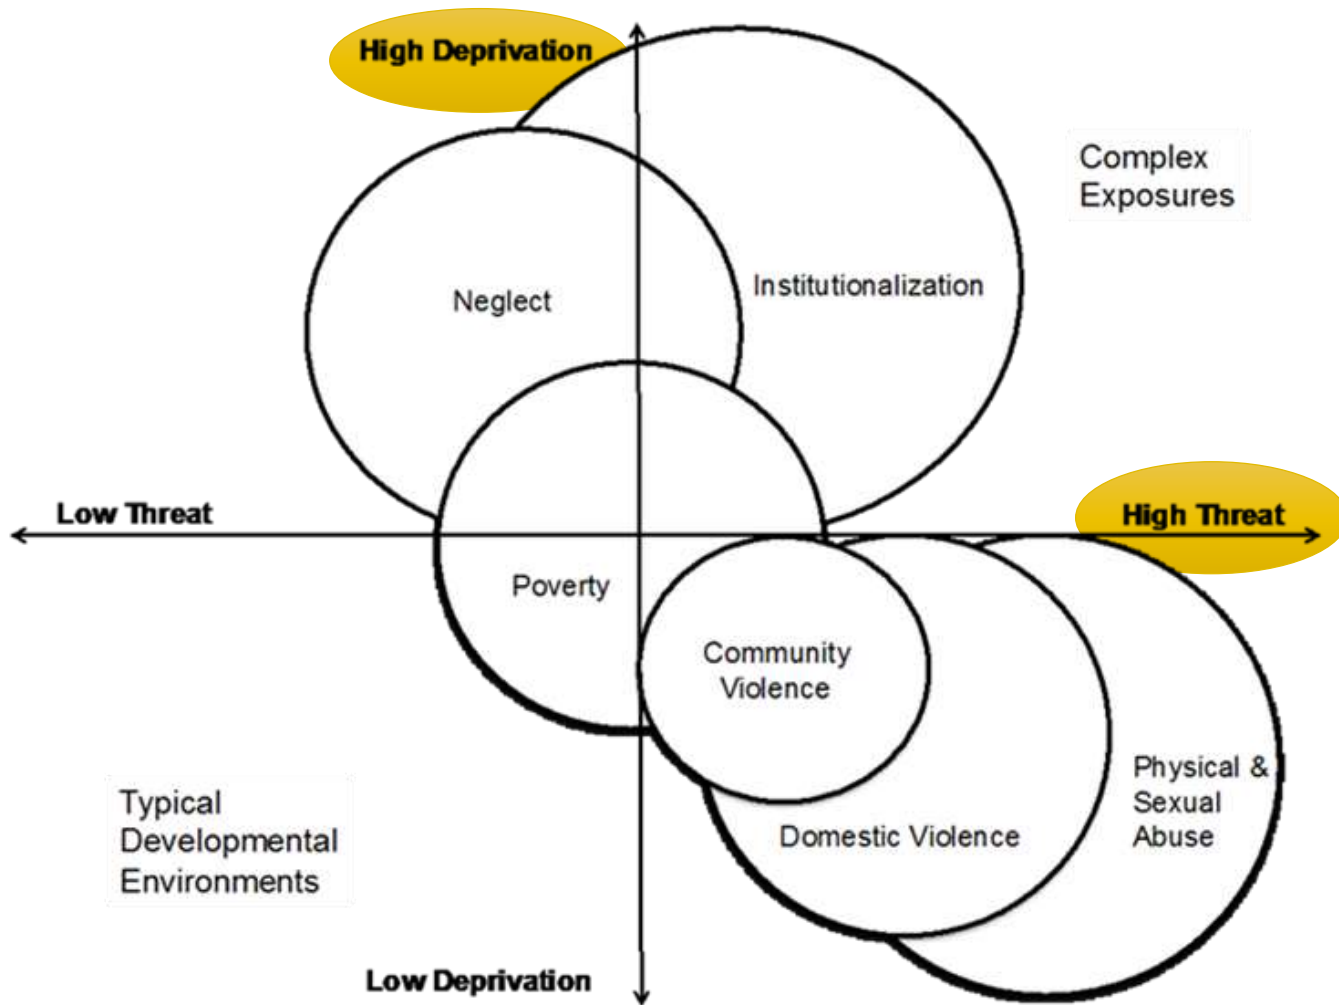 High Deprivation
Complex
Exposures
Institutionalization
Neglect
Low Threat
High Threat
Poverty
Community
Violence
Physical &
Sexual
Abuse
Domestic Violence
Typical
Developmental
Environments
Low Deprivation